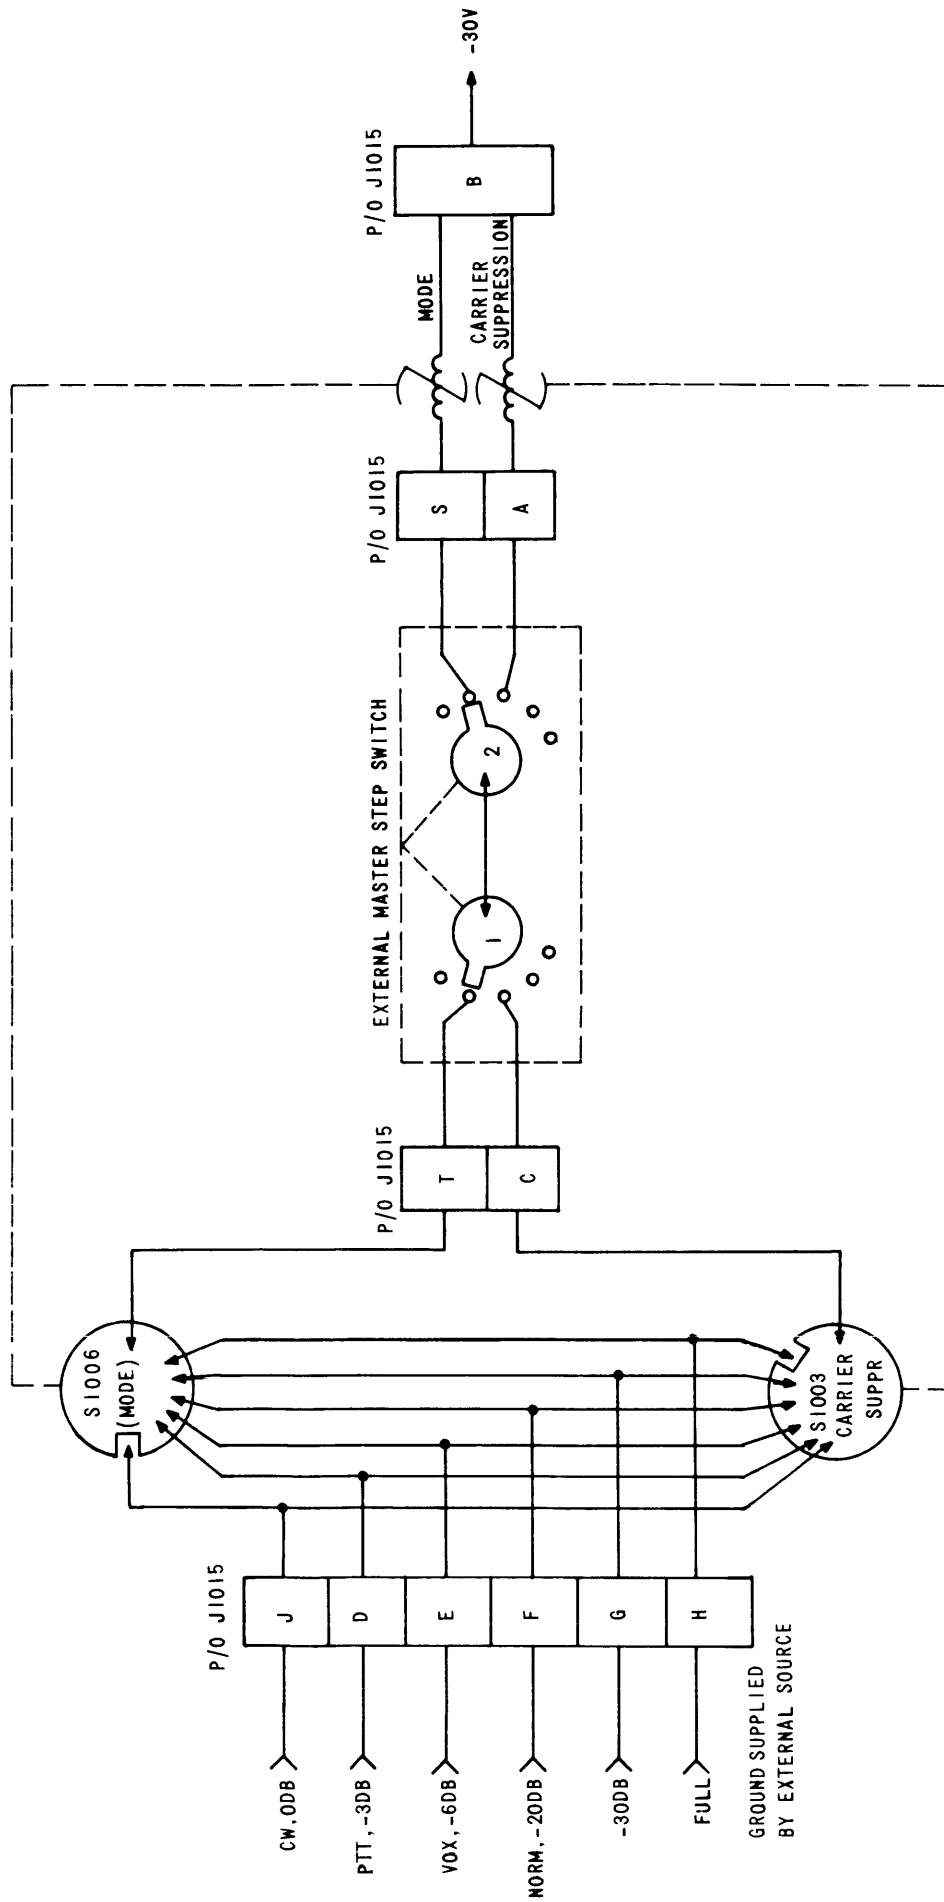 CW, 0DB
PTT, -3DB
VOX, -6DB
NORM, -20DB
-30DB
FULL
GROUND SUPPLIED
BY EXTERNAL SOURCE
P/O J1015
J
D
E
F
G
H
S1006
(MODE)
S1003
CARRIER
SUPPR
P/O J1015
T
C
EXTERNAL MASTER STEP SWITCH
1
2
P/O J1015
S
A
MODE
CARRIER
SUPPRESSION
P/O J1015
B
-30V